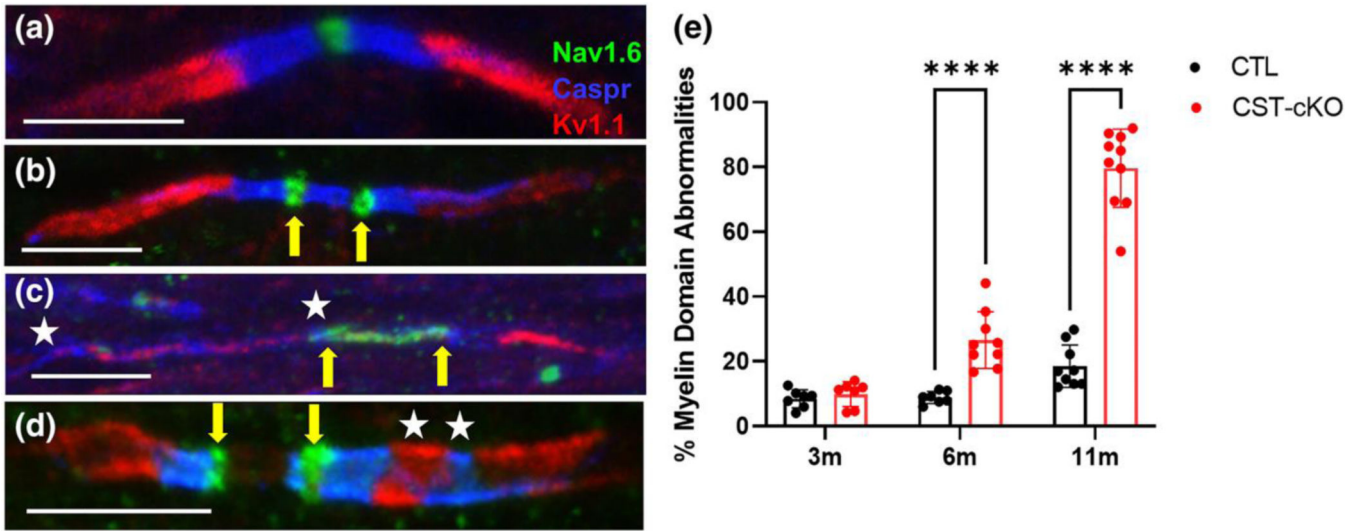 (a)
Nav1.6
Caspr
Kv1.1
(b)
(c)
(d)
(e)
% Myelin Domain Abnormalities
100
80
60
40
20
0
3m
6m
11m
****
****
CTL
CST-cKO